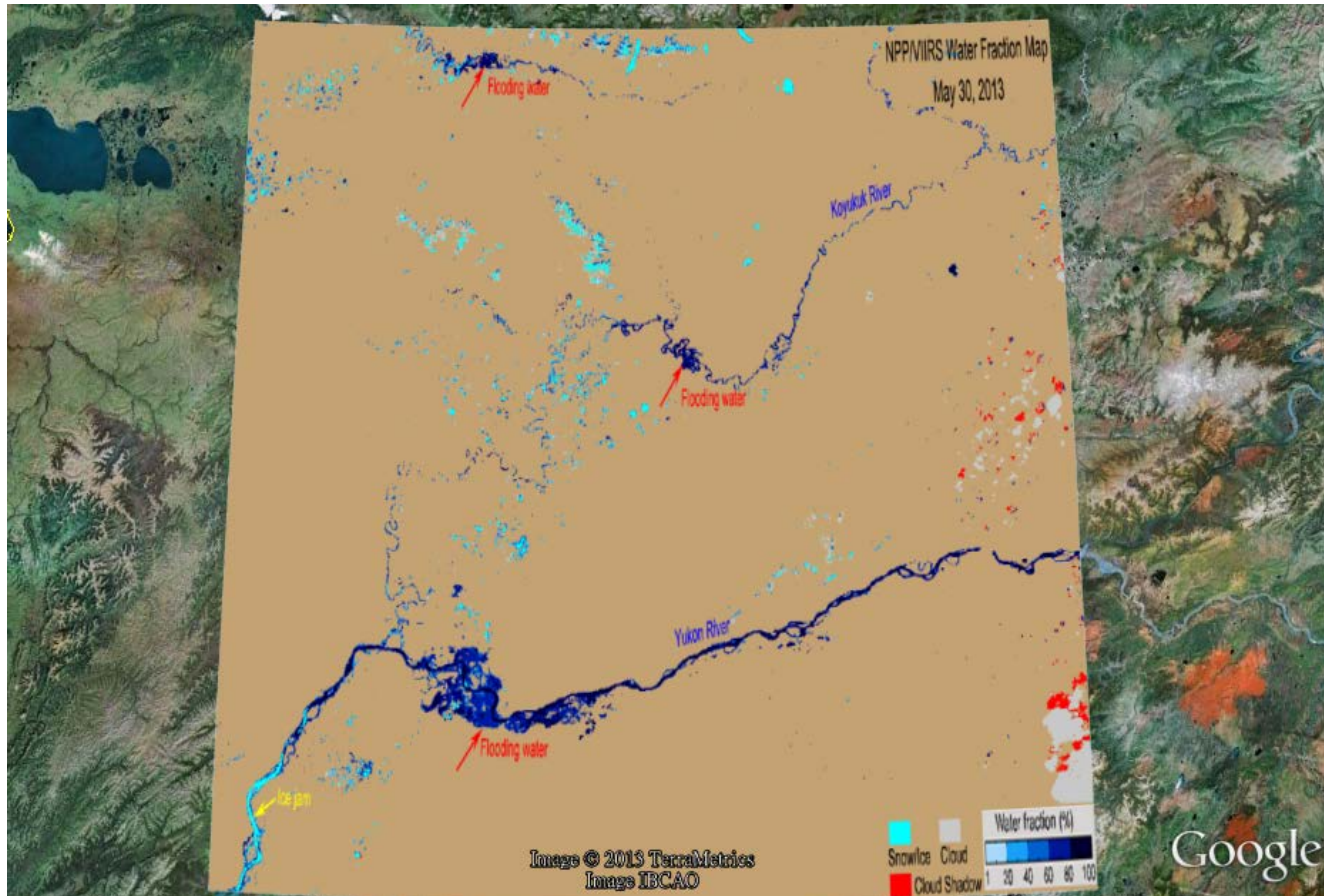 NPP/VIIRS Water Fraction Map
May 30, 2013
Flooding water
Koyukuk River
Flooding water
Yukon River
Flooding water
Ice jam
Snow/Ice Cloud
Cloud Shadow
Water fraction (%)
1 20 40 60 80 100
Image © 2013 TerraMetrics
Image IBCAO
Google